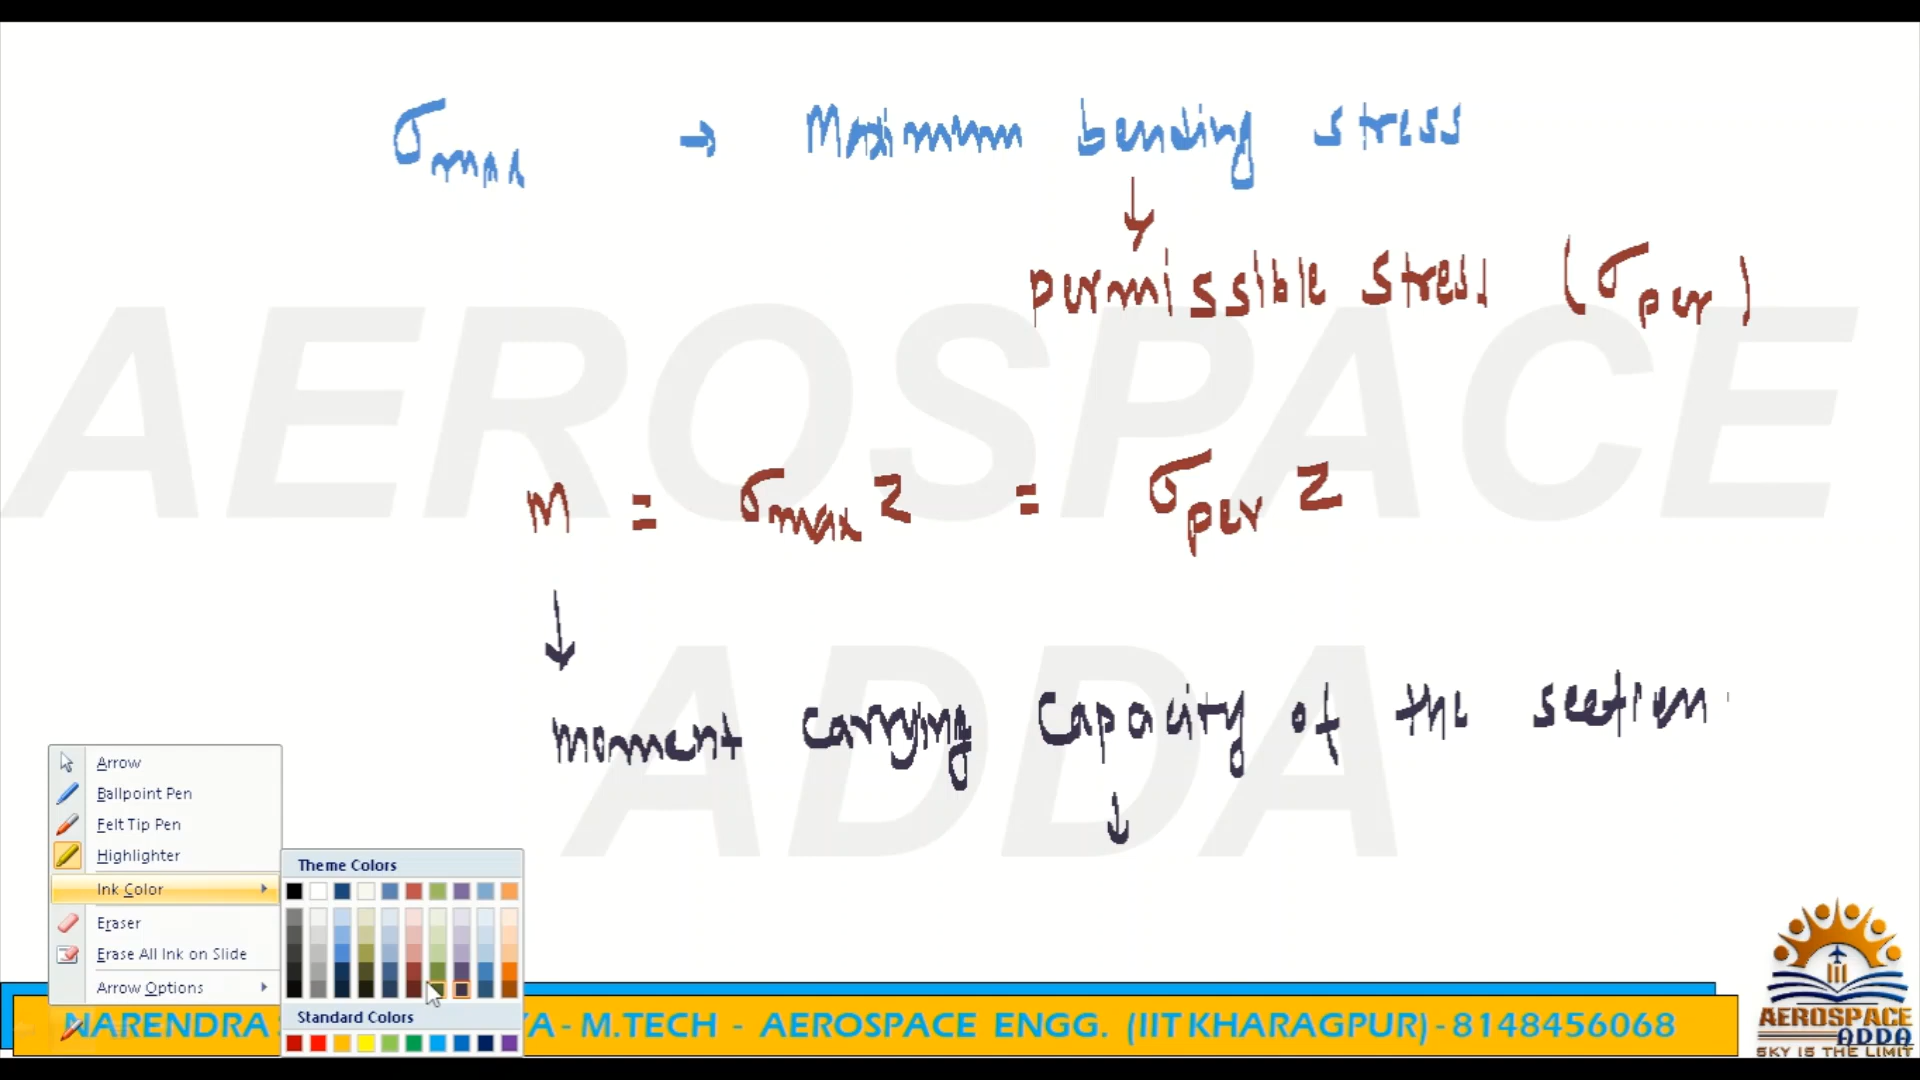 σmax → Maximum bending stress
↓
permissible stress (σper)
M = σmax Z = σper Z
↓
moment carrying capacity of the section
↓
AEROSPACE
ADDA
Arrow
Ballpoint Pen
Felt Tip Pen
Highlighter
Ink Color
Eraser
Erase All Ink on Slide
Arrow Options
Theme Colors
Standard Colors
NARENDRA S YA - M.TECH - AEROSPACE ENGG. (IIT KHARAGPUR) - 8148456068
AEROSPACE
ADDA
SKY IS THE LIMIT